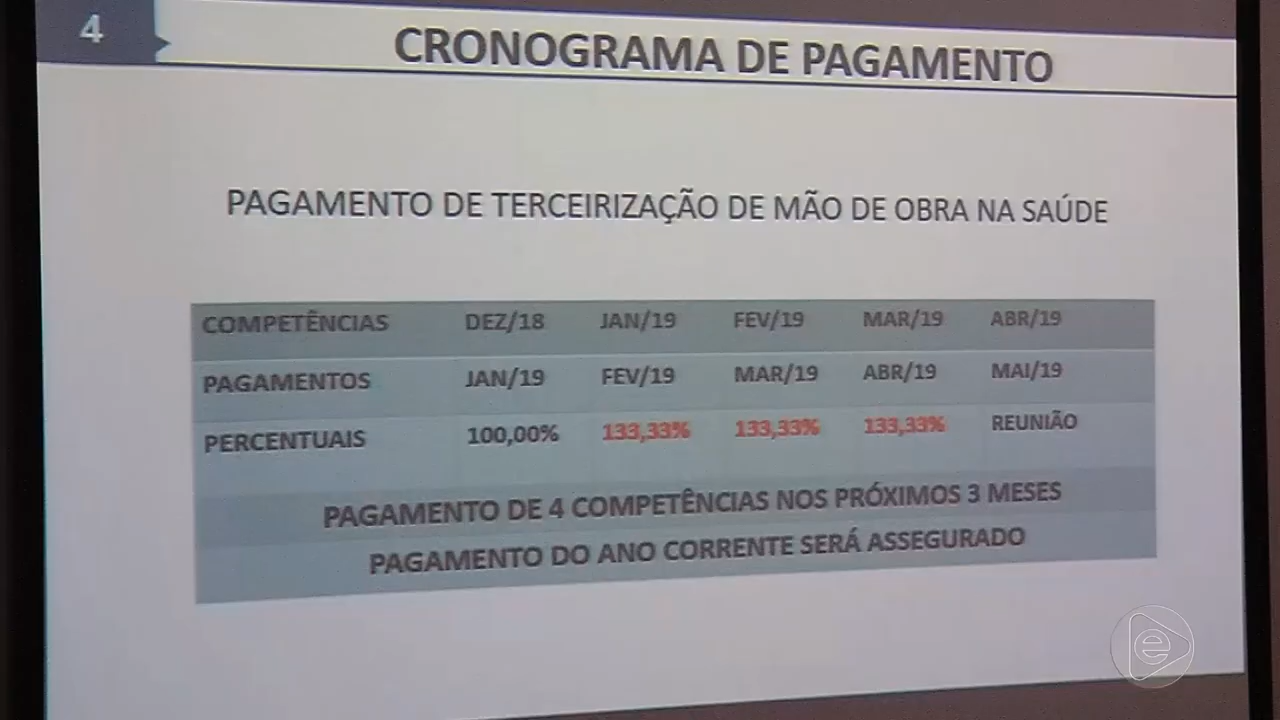 4
CRONOGRAMA DE PAGAMENTO
PAGAMENTO DE TERCEIRIZAÇÃO DE MÃO DE OBRA NA SAÚDE
COMPETÊNCIAS DEZ/18 JAN/19 FEV/19 MAR/19 ABR/19
PAGAMENTOS JAN/19 FEV/19 MAR/19 ABR/19 MAI/19
PERCENTUAIS 100,00% 133,33% 133,33% 133,33% REUNIÃO
PAGAMENTO DE 4 COMPETÊNCIAS NOS PRÓXIMOS 3 MESES
PAGAMENTO DO ANO CORRENTE SERÁ ASSEGURADO
e